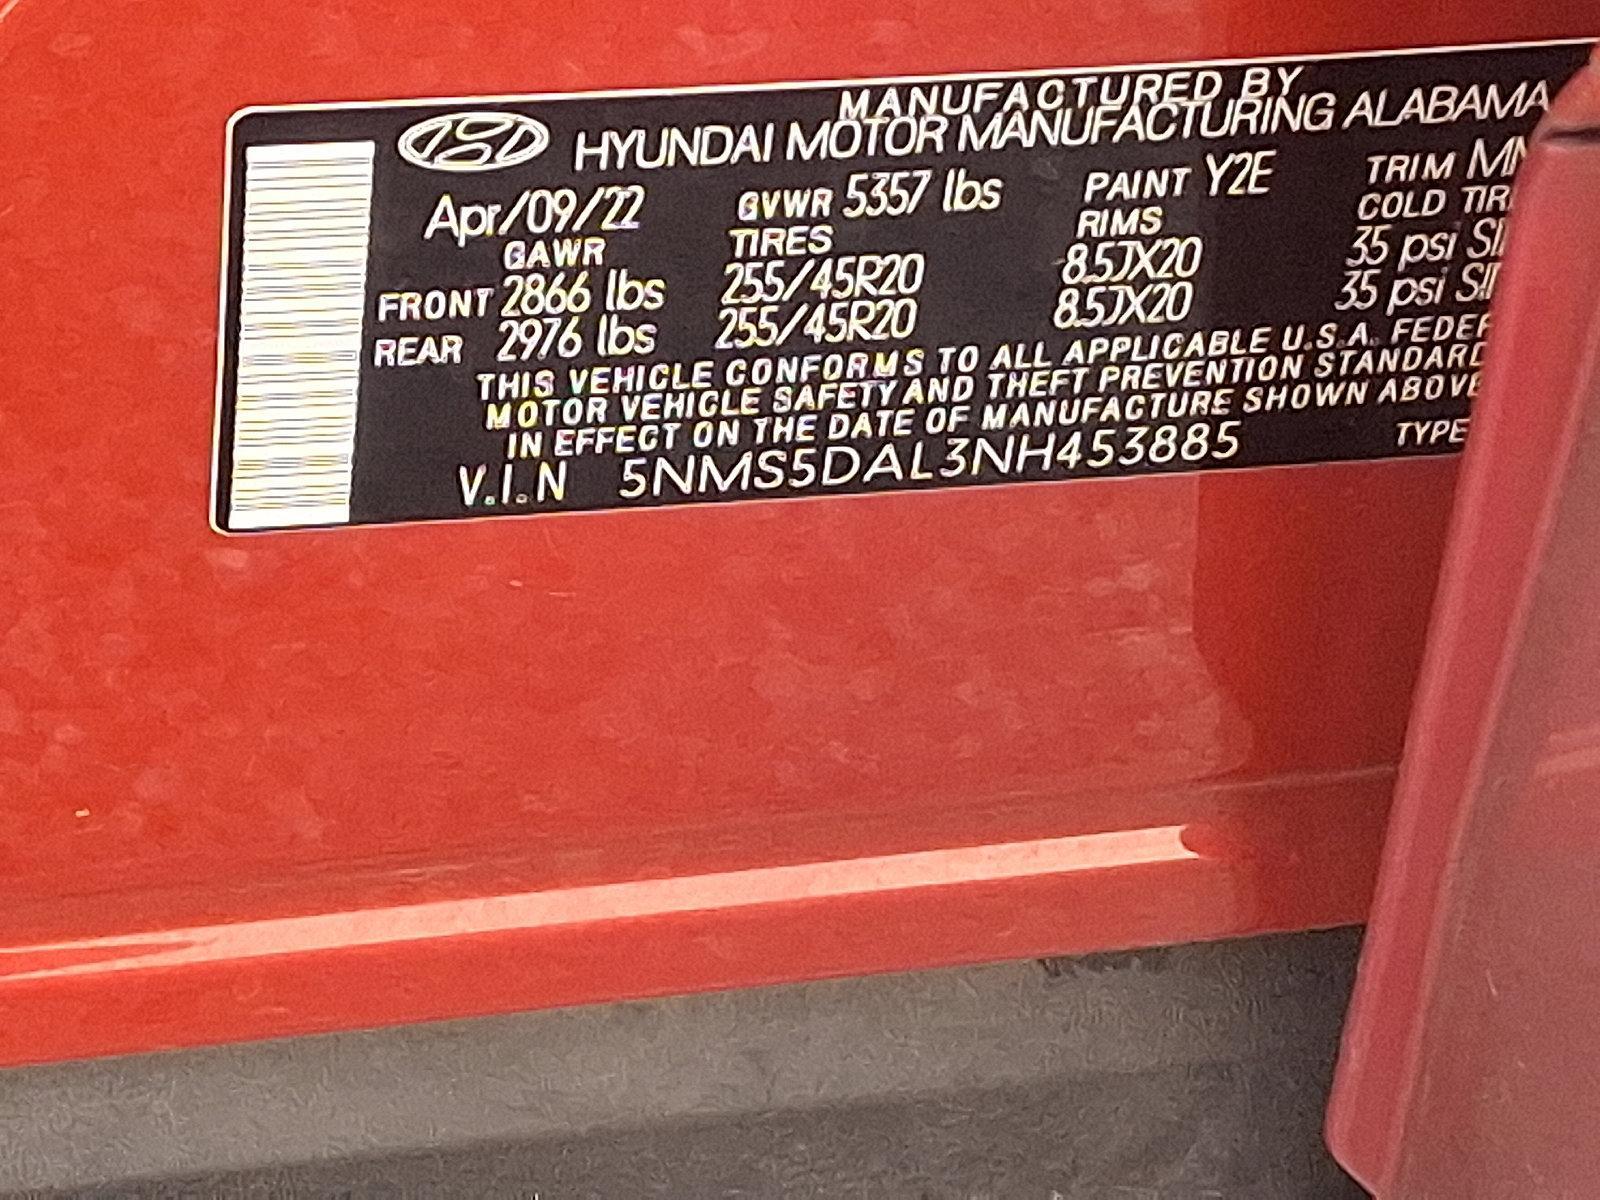 MANUFACTURED BY
HYUNDAI MOTOR MANUFACTURING ALABAMA
Apr/09/22 GVWR 5357 lbs PAINT Y2E TRIM
GAWR TIRES RIMS COLD
FRONT 2866 lbs 255/45R20 8.5JX20 35 psi
REAR 2976 lbs 255/45R20 8.5JX20 35 psi
THIS VEHICLE CONFORMS TO ALL APPLICABLE U.S.A.
MOTOR VEHICLE SAFETY AND THEFT PREVENTION STANDARD
IN EFFECT ON THE DATE OF MANUFACTURE SHOWN ABOVE
V.I.N 5NMS5DAL3NH453885 TYPE